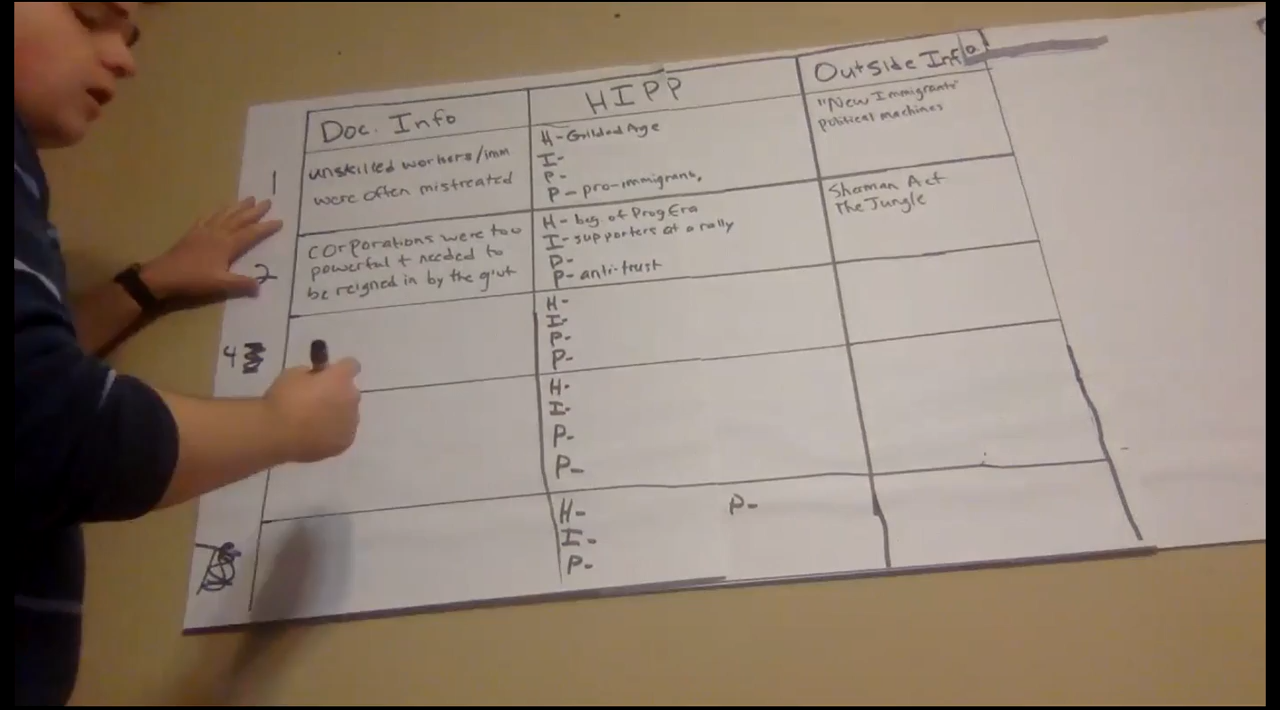 Doc. Info
HIPP
Outside Info
1
unskilled workers/imm
were often mistreated
H- Gilded Age
I-
P-
P- pro-immigrant,
"New Immigrants"
political machines
2
corporations were too
powerful + needed to
be reigned in by the g'vt
H- beg of Prog Era
I- supporters at a rally
P-
P- anti-trust
Sherman Act
The Jungle
4
H-
I-
P-
P-
H-
I-
P-
P-
H-
I-
P-
P-